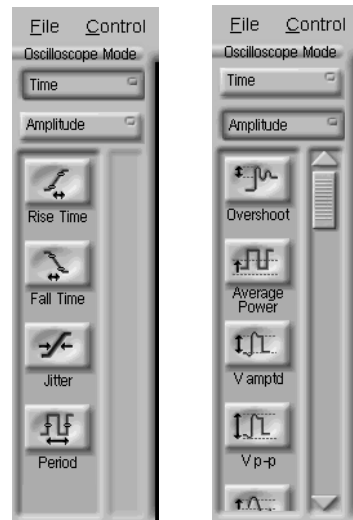 File Control
Oscilloscope Mode
Time
Amplitude
Rise Time
Fall Time
Jitter
Period
File Control
Oscilloscope Mode
Time
Amplitude
Overshoot
Average
Power
V amptd
V p-p